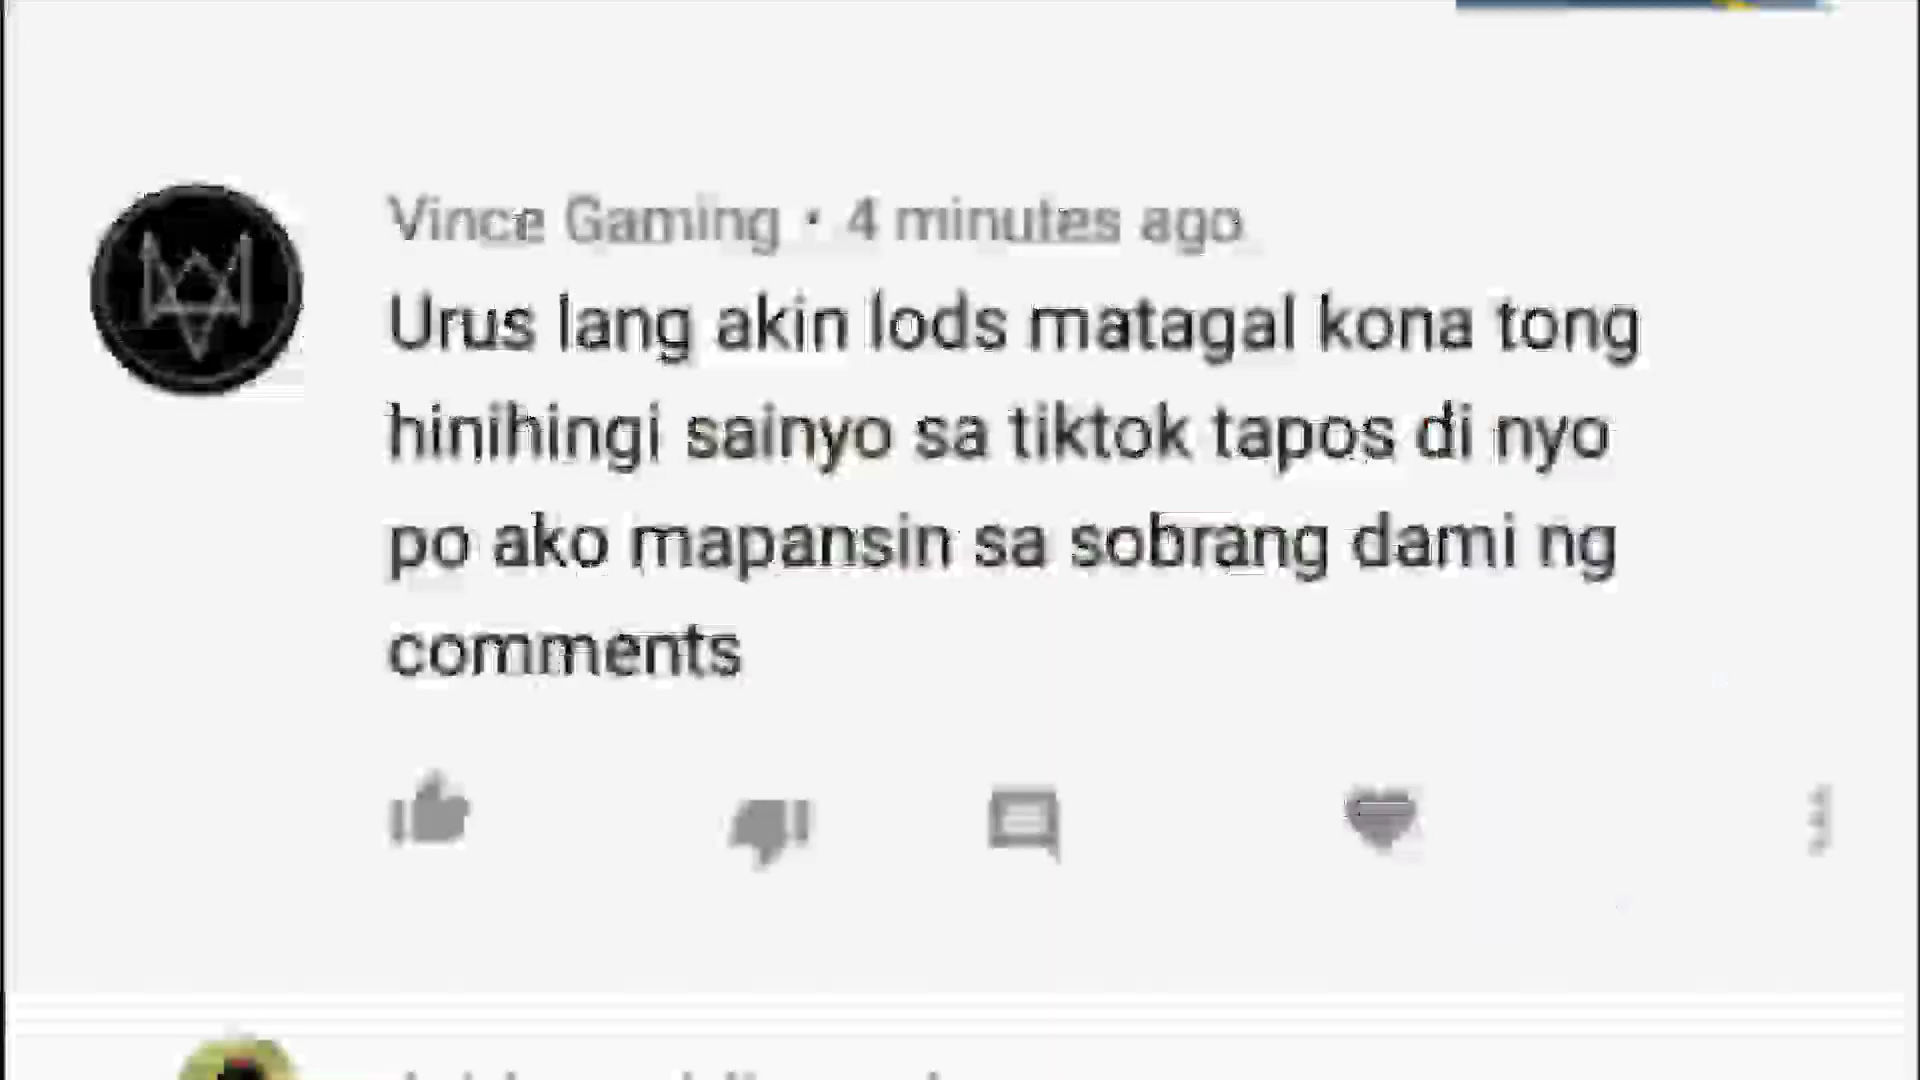 Vince Gaming · 4 minutes ago
Urus lang akin lods matagal kona tong
hinihingi sainyo sa tiktok tapos di nyo
po ako mapansin sa sobrang dami ng
comments